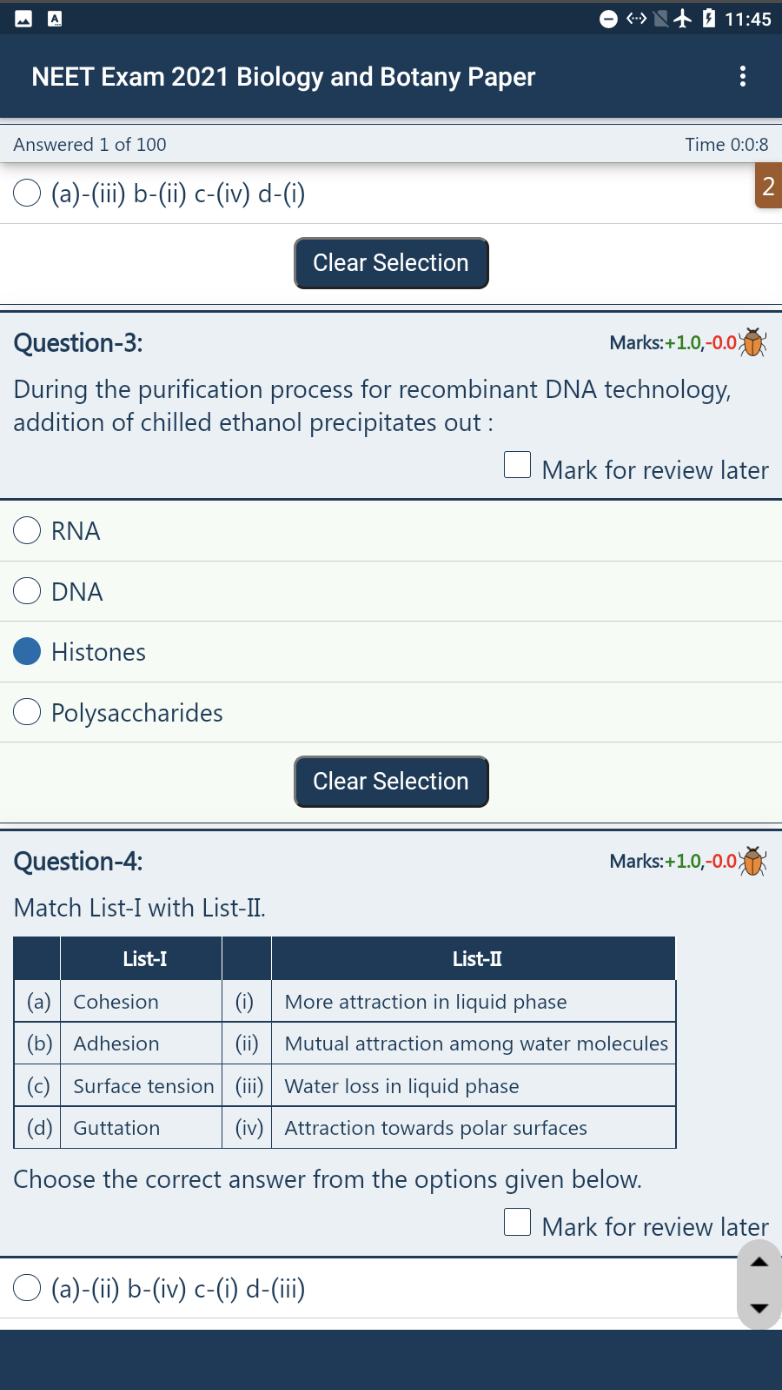 A
11:45
NEET Exam 2021 Biology and Botany Paper
Answered 1 of 100
Time 0:0:8
(a)-(iii) b-(ii) c-(iv) d-(i)
2
Clear Selection
Question-3:
Marks:+1.0,-0.0
During the purification process for recombinant DNA technology,
addition of chilled ethanol precipitates out :
Mark for review later
RNA
DNA
Histones
Polysaccharides
Clear Selection
Question-4:
Marks:+1.0,-0.0
Match List-I with List-II.
List-I List-II
(a) Cohesion (i) More attraction in liquid phase
(b) Adhesion (ii) Mutual attraction among water molecules
(c) Surface tension (iii) Water loss in liquid phase
(d) Guttation (iv) Attraction towards polar surfaces
Choose the correct answer from the options given below.
Mark for review later
(a)-(ii) b-(iv) c-(i) d-(iii)